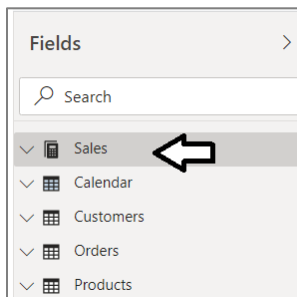 Fields
Search
Sales
Calendar
Customers
Orders
Products